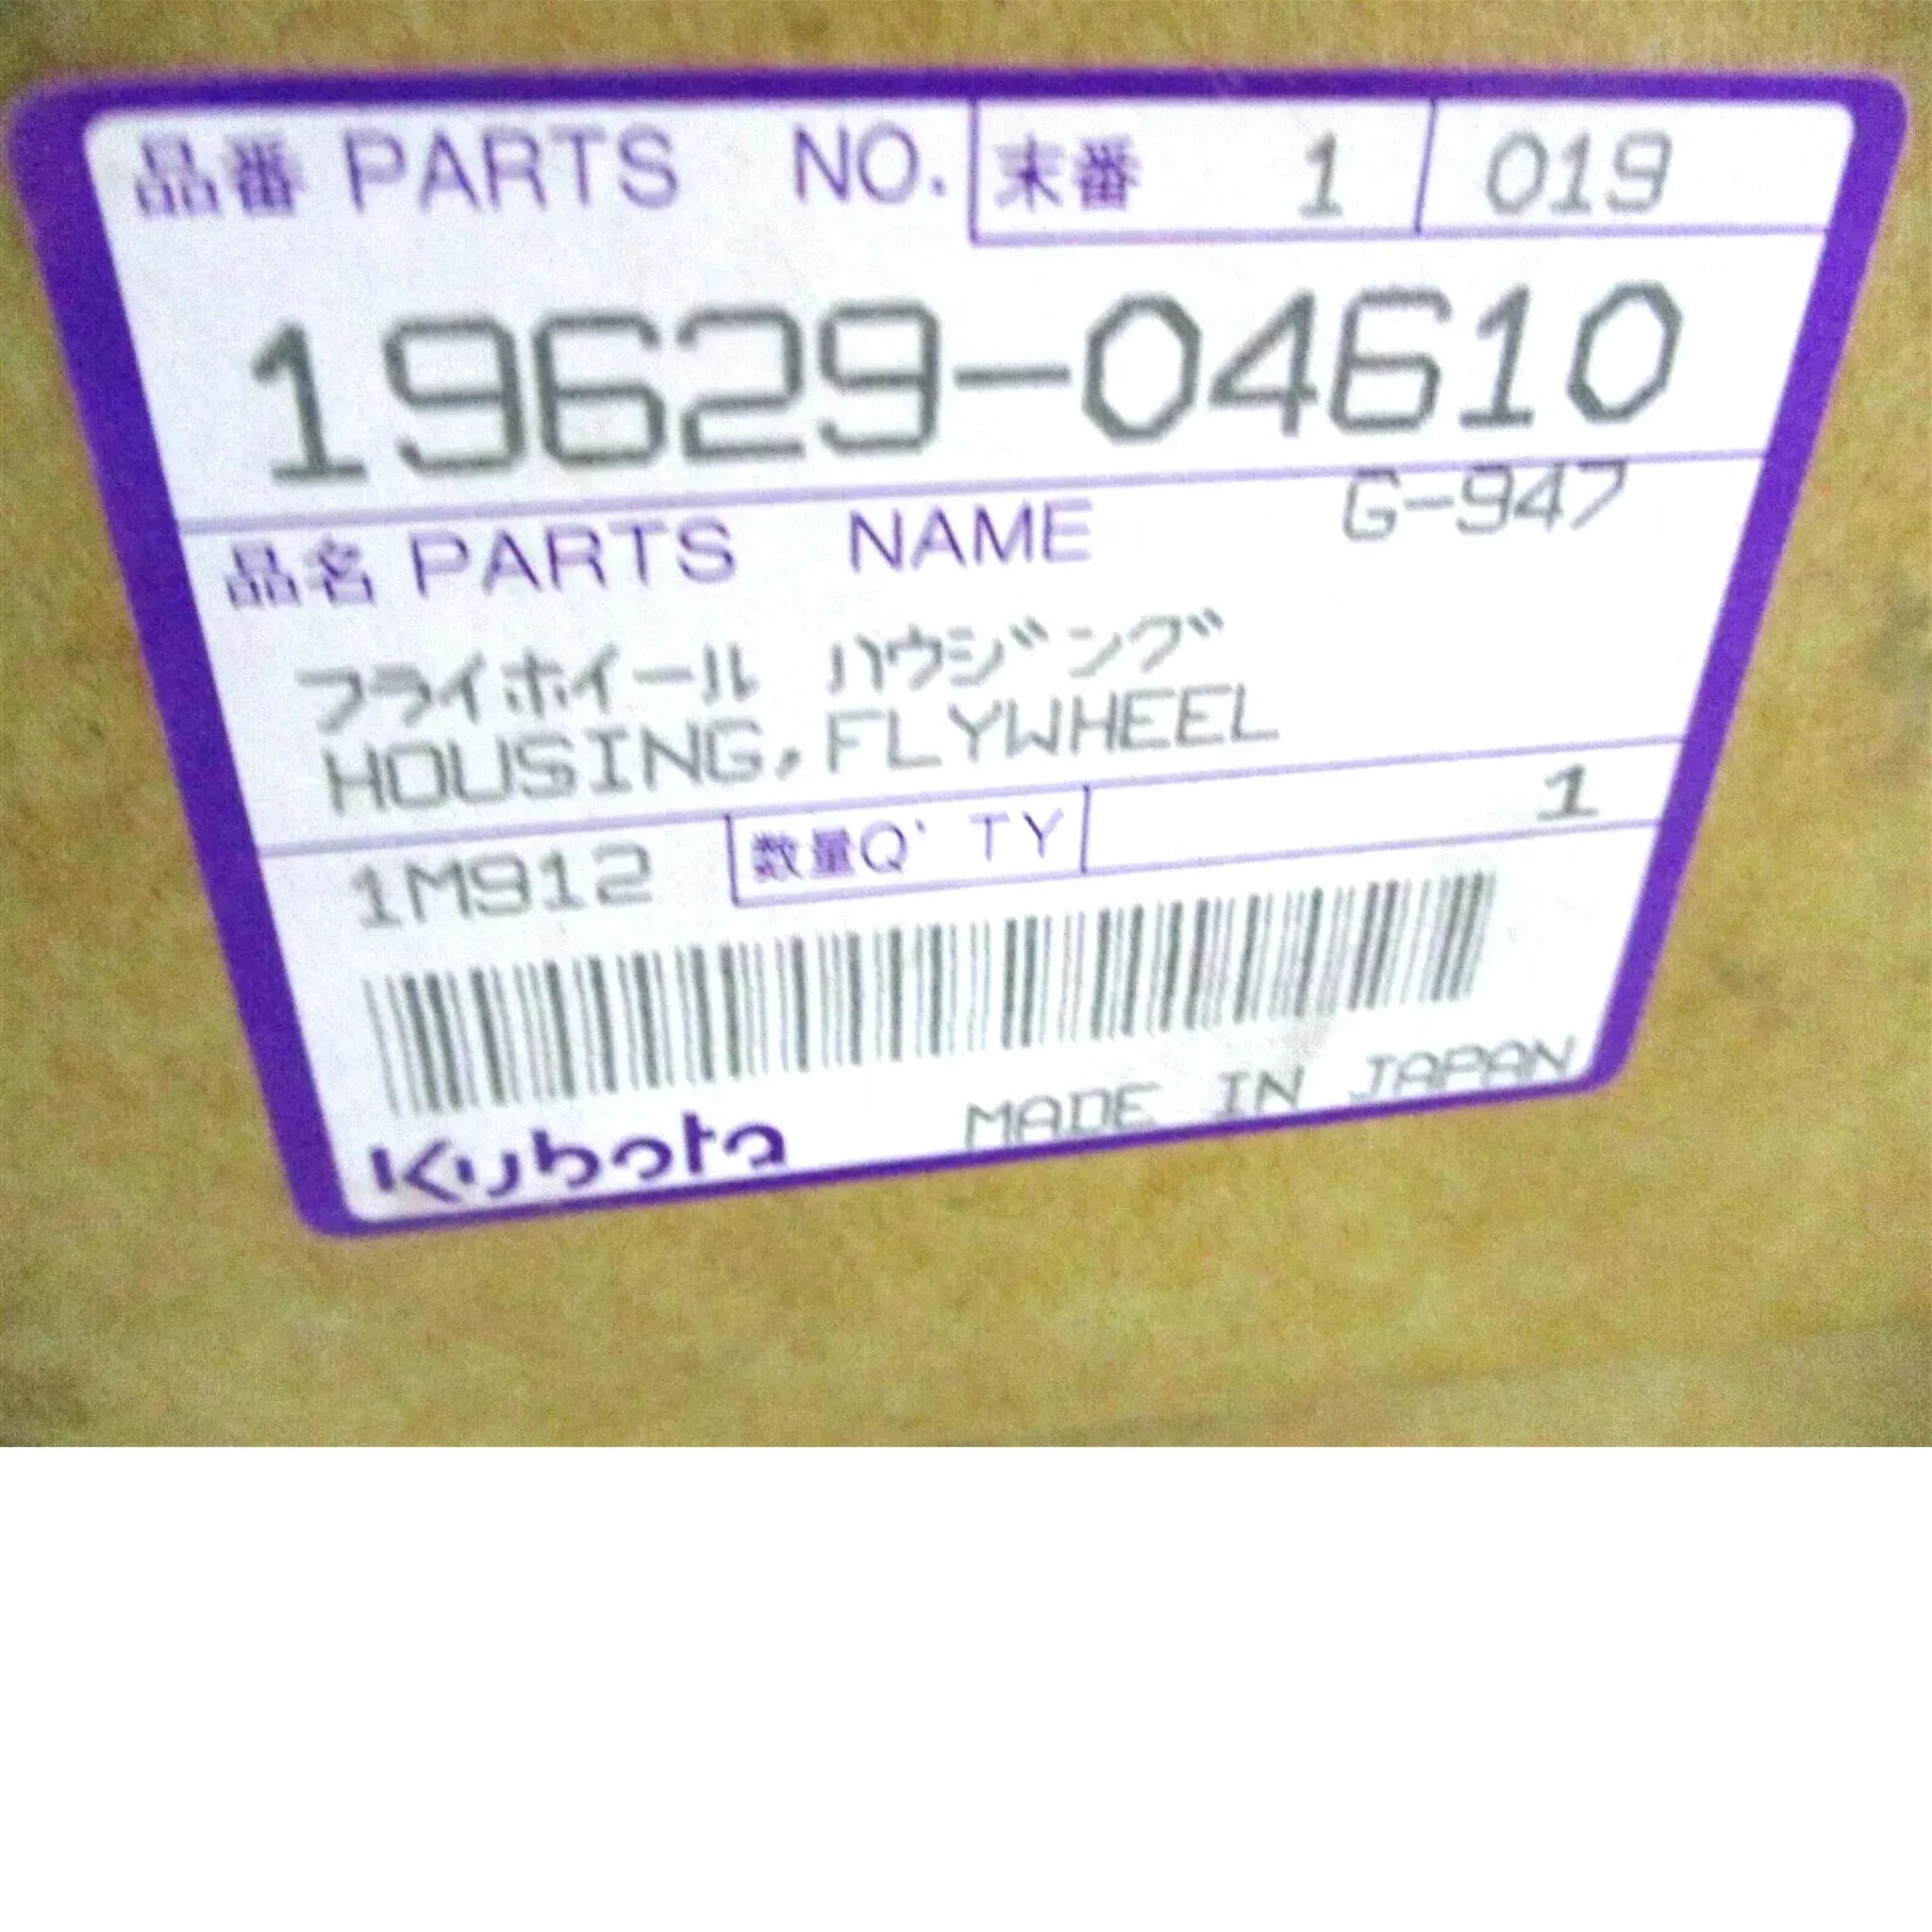 品番 PARTS NO. 末番 1 019
19629-04610
G-947
品名 PARTS NAME
フライホイール ハウジング
HOUSING,FLYWHEEL
1
1M912 数量Q'TY
Kubota MADE IN JAPAN